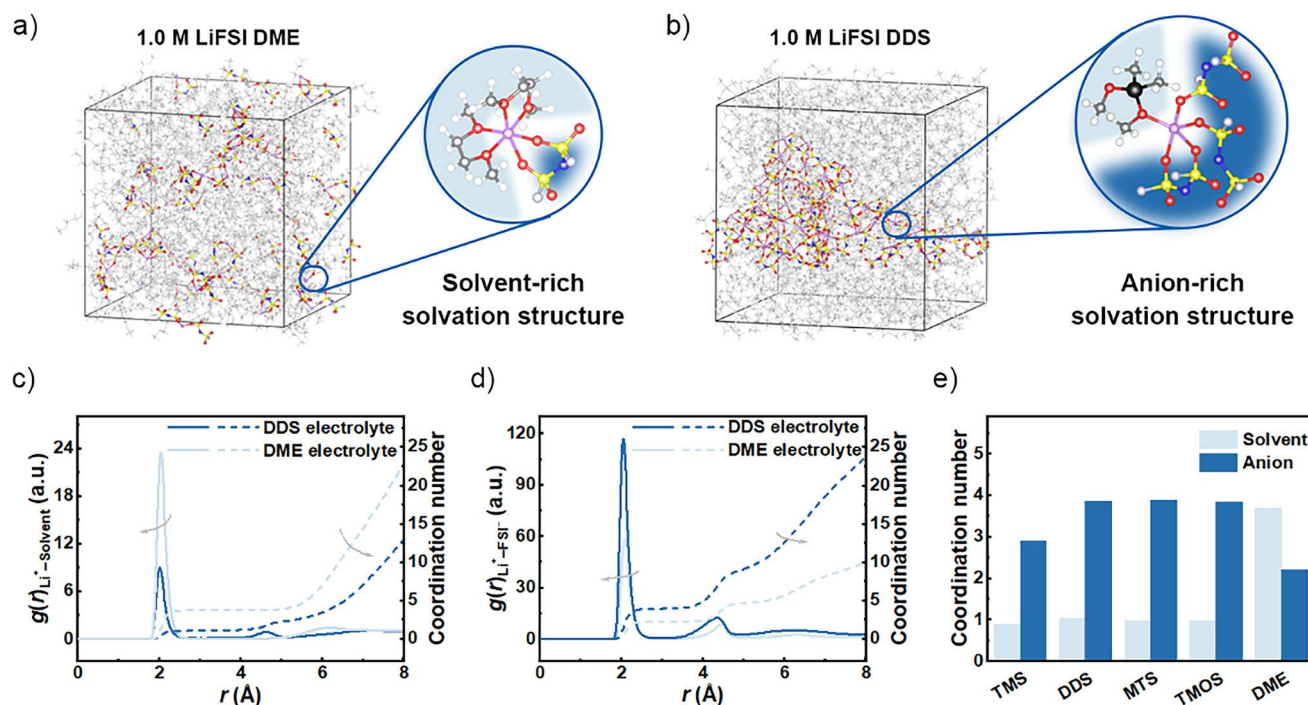 a)
1.0 M LiFSI DME
Solvent-rich
solvation structure
b)
1.0 M LiFSI DDS
Anion-rich
solvation structure
c)
DDS electrolyte
DME electrolyte
g(r)Li⁺–Solvent (a.u.)
24
18
12
6
0
Coordination number
25
20
15
10
5
0
0 2 4 6 8
r (Å)
d)
DDS electrolyte
DME electrolyte
g(r)Li⁺–FSI⁻ (a.u.)
120
90
60
30
0
Coordination number
25
20
15
10
5
0
0 2 4 6 8
r (Å)
e)
Solvent
Anion
Coordination number
5
4
3
2
1
0
TMS DDS MTS TMOS DME